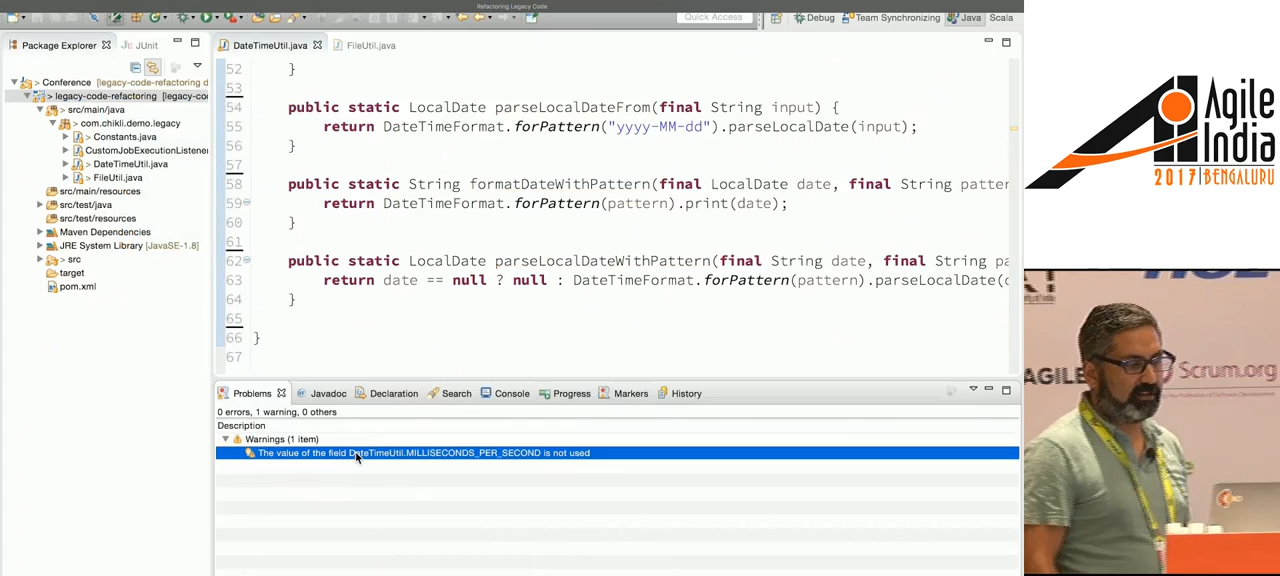 Refactoring Legacy Code
Quick Access
Debug
Team Synchronizing
Java
Scala
Package Explorer
JUnit
> Conference [legacy-code-refactoring d
> legacy-code-refactoring [legacy-co
> src/main/java
> com.chikli.demo.legacy
> Constants.java
CustomJobExecutionListene
> DateTimeUtil.java
> FileUtil.java
src/main/resources
src/test/java
src/test/resources
Maven Dependencies
JRE System Library [JavaSE-1.8]
> src
target
pom.xml
DateTimeUtil.java
FileUtil.java
52 }
53
54 public static LocalDate parseLocalDateFrom(final String input) {
55 return DateTimeFormat.forPattern("yyyy-MM-dd").parseLocalDate(input);
56 }
57
58 public static String formatDateWithPattern(final LocalDate date, final String patter
59 return DateTimeFormat.forPattern(pattern).print(date);
60 }
61
62 public static LocalDate parseLocalDateWithPattern(final String date, final String pa
63 return date == null ? null : DateTimeFormat.forPattern(pattern).parseLocalDate(d
64 }
65
66 }
67
Problems
Javadoc
Declaration
Search
Console
Progress
Markers
History
0 errors, 1 warning, 0 others
Description
Warnings (1 item)
The value of the field DateTimeUtil.MILLISECONDS_PER_SECOND is not used
Agile
India
2017 | BENGALURU
AGILE
Scrum.org